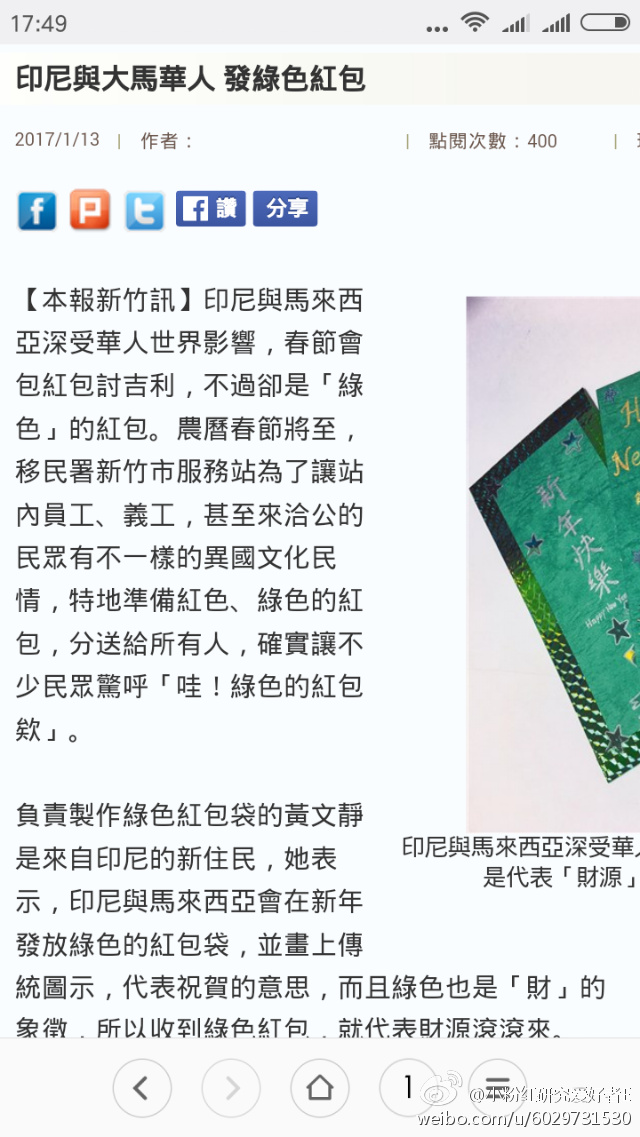 17:49
印尼與大馬華人 發綠色紅包
2017/1/13 | 作者： | 點閱次數：400 |
f P t f 讚 分享
【本報新竹訊】印尼與馬來西
亞深受華人世界影響，春節會
包紅包討吉利，不過卻是「綠
色」的紅包。農曆春節將至，
移民署新竹市服務站為了讓站
內員工、義工，甚至來洽公的
民眾有不一樣的異國文化民
情，特地準備紅色、綠色的紅
包，分送給所有人，確實讓不
少民眾驚呼「哇！綠色的紅包
欸」。
新年快樂
Happy New Year
印尼與馬來西亞深受華
是代表「財源」
負責製作綠色紅包袋的黃文靜
是來自印尼的新住民，她表
示，印尼與馬來西亞會在新年
發放綠色的紅包袋，並畫上傳
統圖示，代表祝賀的意思，而且綠色也是「財」的
象徵，所以收到綠色紅包，就代表財源滾滾來。
1
@小粉红研究爱好者E
weibo.com/u/6029731530